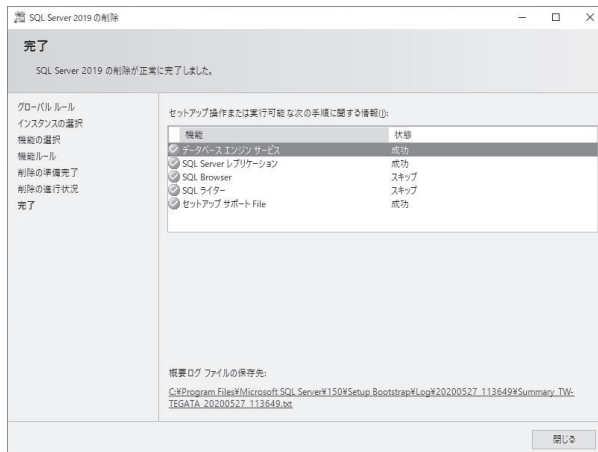 SQL Server 2019 の削除
完了
SQL Server 2019 の削除が正常に完了しました。
グローバル ルール
インスタンスの選択
機能の選択
機能ルール
削除の準備完了
削除の進行状況
完了
セットアップ操作または実行可能な次の手順に関する情報(I):
機能 状態
データベース エンジン サービス 成功
SQL Server レプリケーション 成功
SQL Browser スキップ
SQL ライター スキップ
セットアップ サポート File 成功
概要ログ ファイルの保存先:
C:¥Program Files¥Microsoft SQL Server¥150¥Setup Bootstrap¥Log¥20200527_113649¥Summary_TW-
TEGATA_20200527_113649.txt
閉じる